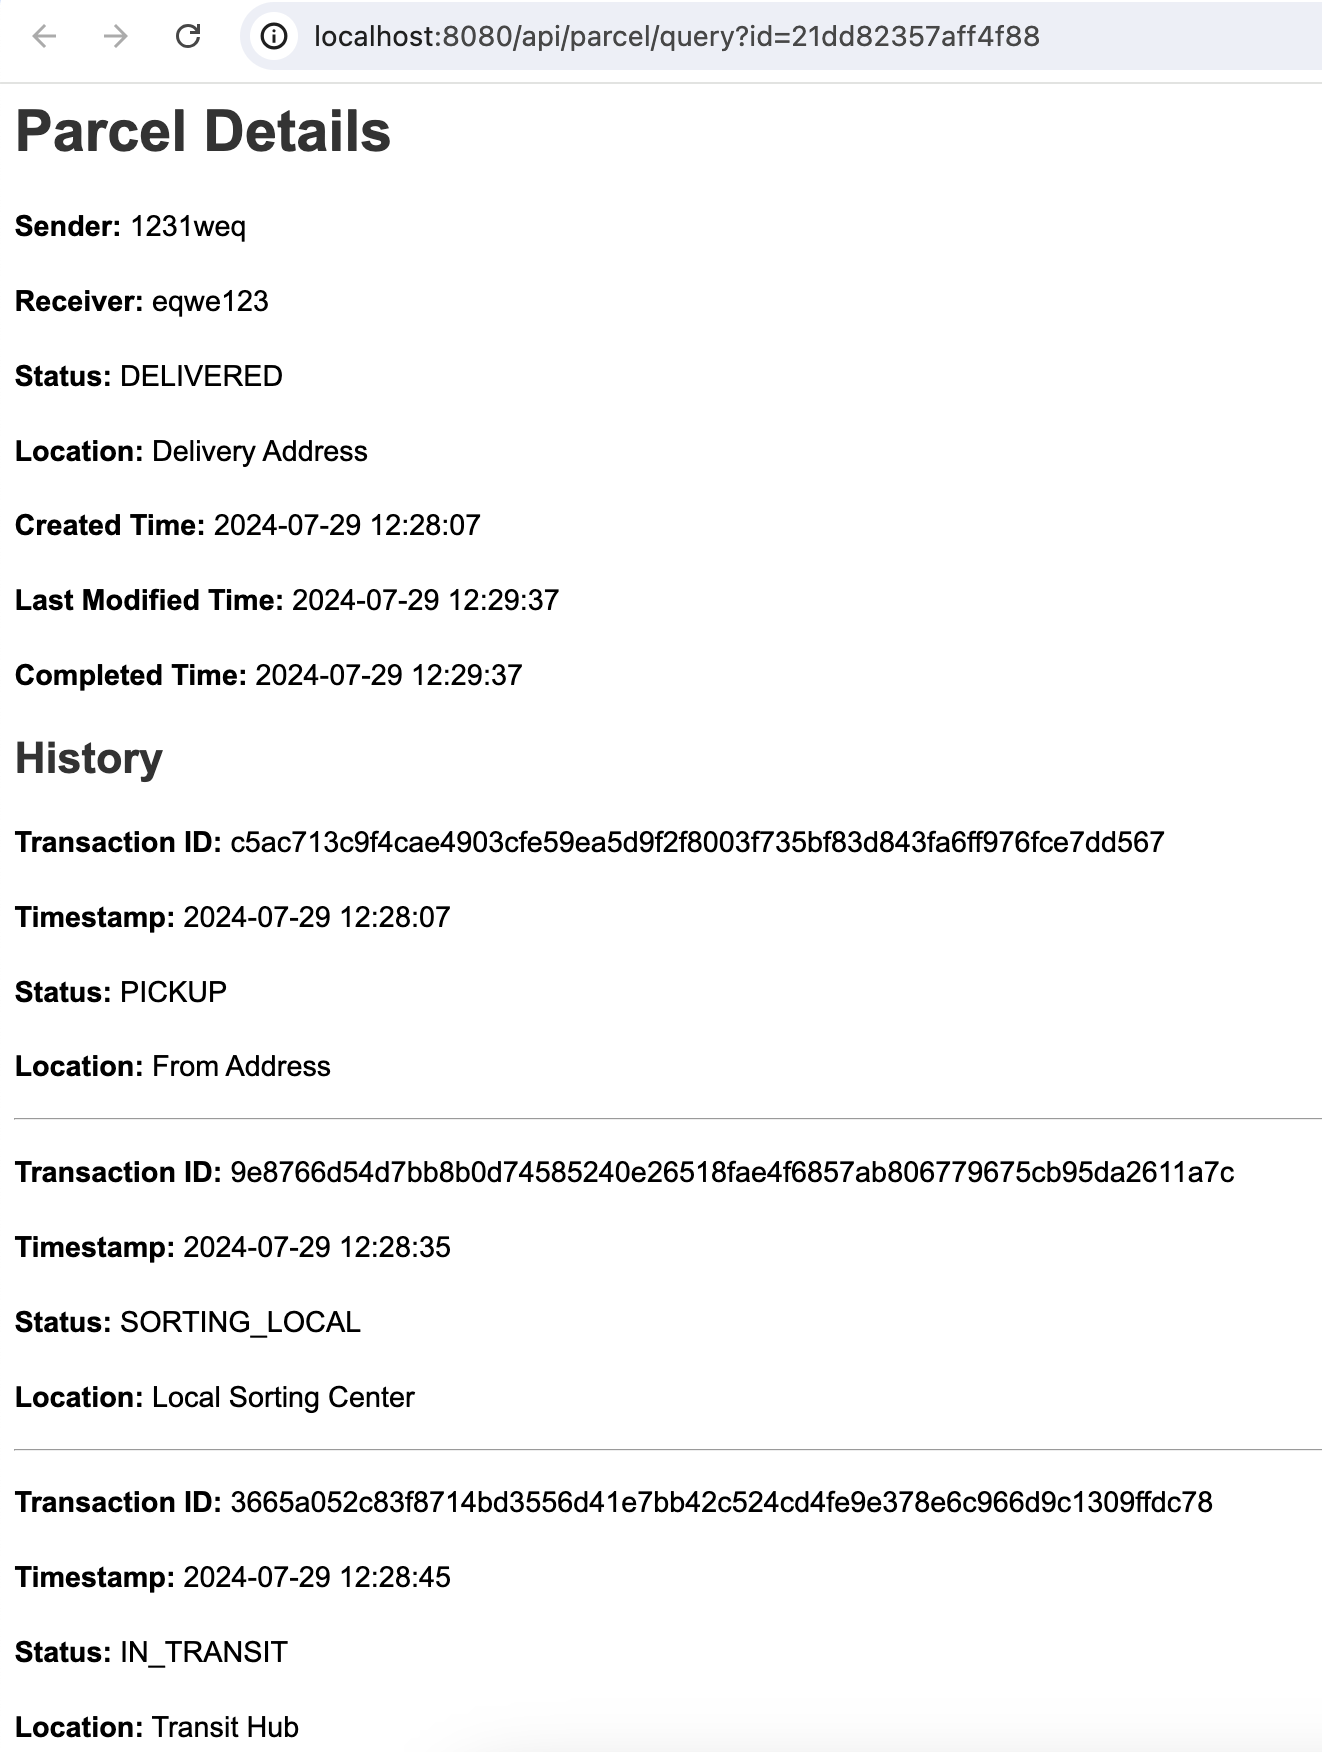 localhost:8080/api/parcel/query?id=21dd82357aff4f88
Parcel Details
Sender: 1231weq
Receiver: eqwe123
Status: DELIVERED
Location: Delivery Address
Created Time: 2024-07-29 12:28:07
Last Modified Time: 2024-07-29 12:29:37
Completed Time: 2024-07-29 12:29:37
History
Transaction ID: c5ac713c9f4cae4903cfe59ea5d9f2f8003f735bf83d843fa6ff976fce7dd567
Timestamp: 2024-07-29 12:28:07
Status: PICKUP
Location: From Address
Transaction ID: 9e8766d54d7bb8b0d74585240e26518fae4f6857ab806779675cb95da2611a7c
Timestamp: 2024-07-29 12:28:35
Status: SORTING_LOCAL
Location: Local Sorting Center
Transaction ID: 3665a052c83f8714bd3556d41e7bb42c524cd4fe9e378e6c966d9c1309ffdc78
Timestamp: 2024-07-29 12:28:45
Status: IN_TRANSIT
Location: Transit Hub